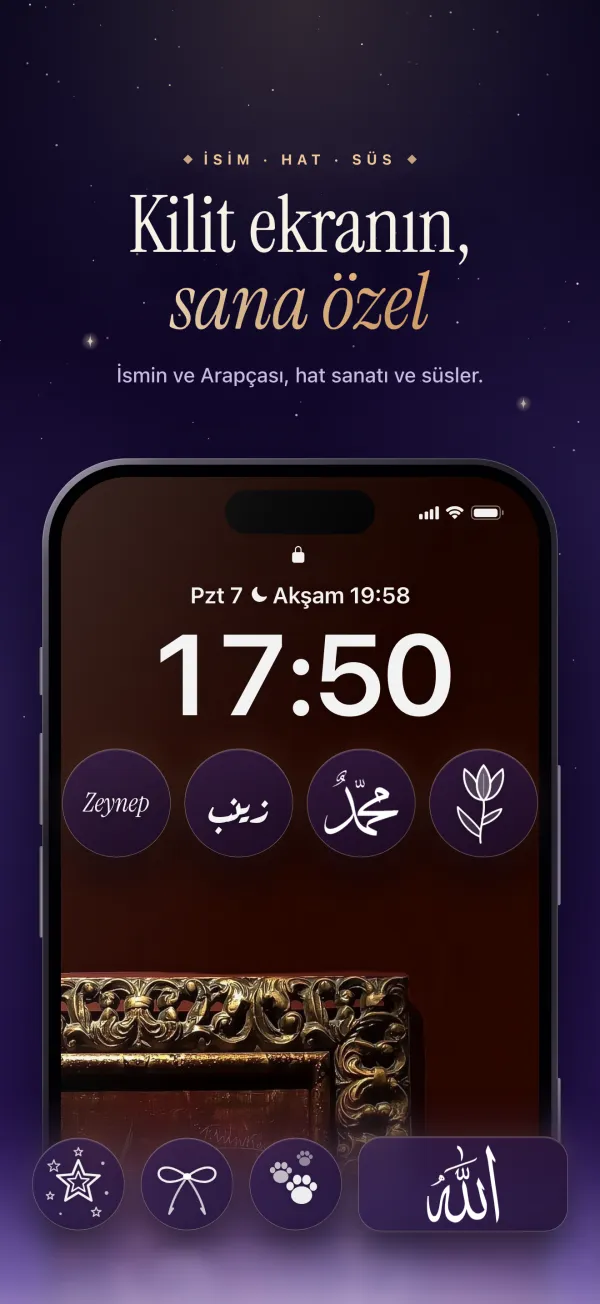 ◆ İSİM · HAT · SÜS ◆
Kilit ekranın,
sana özel
İsmin ve Arapçası, hat sanatı ve süsler.
Pzt 7 Akşam 19:58
17:50
Zeynep
زينب
محمدٌ
الله